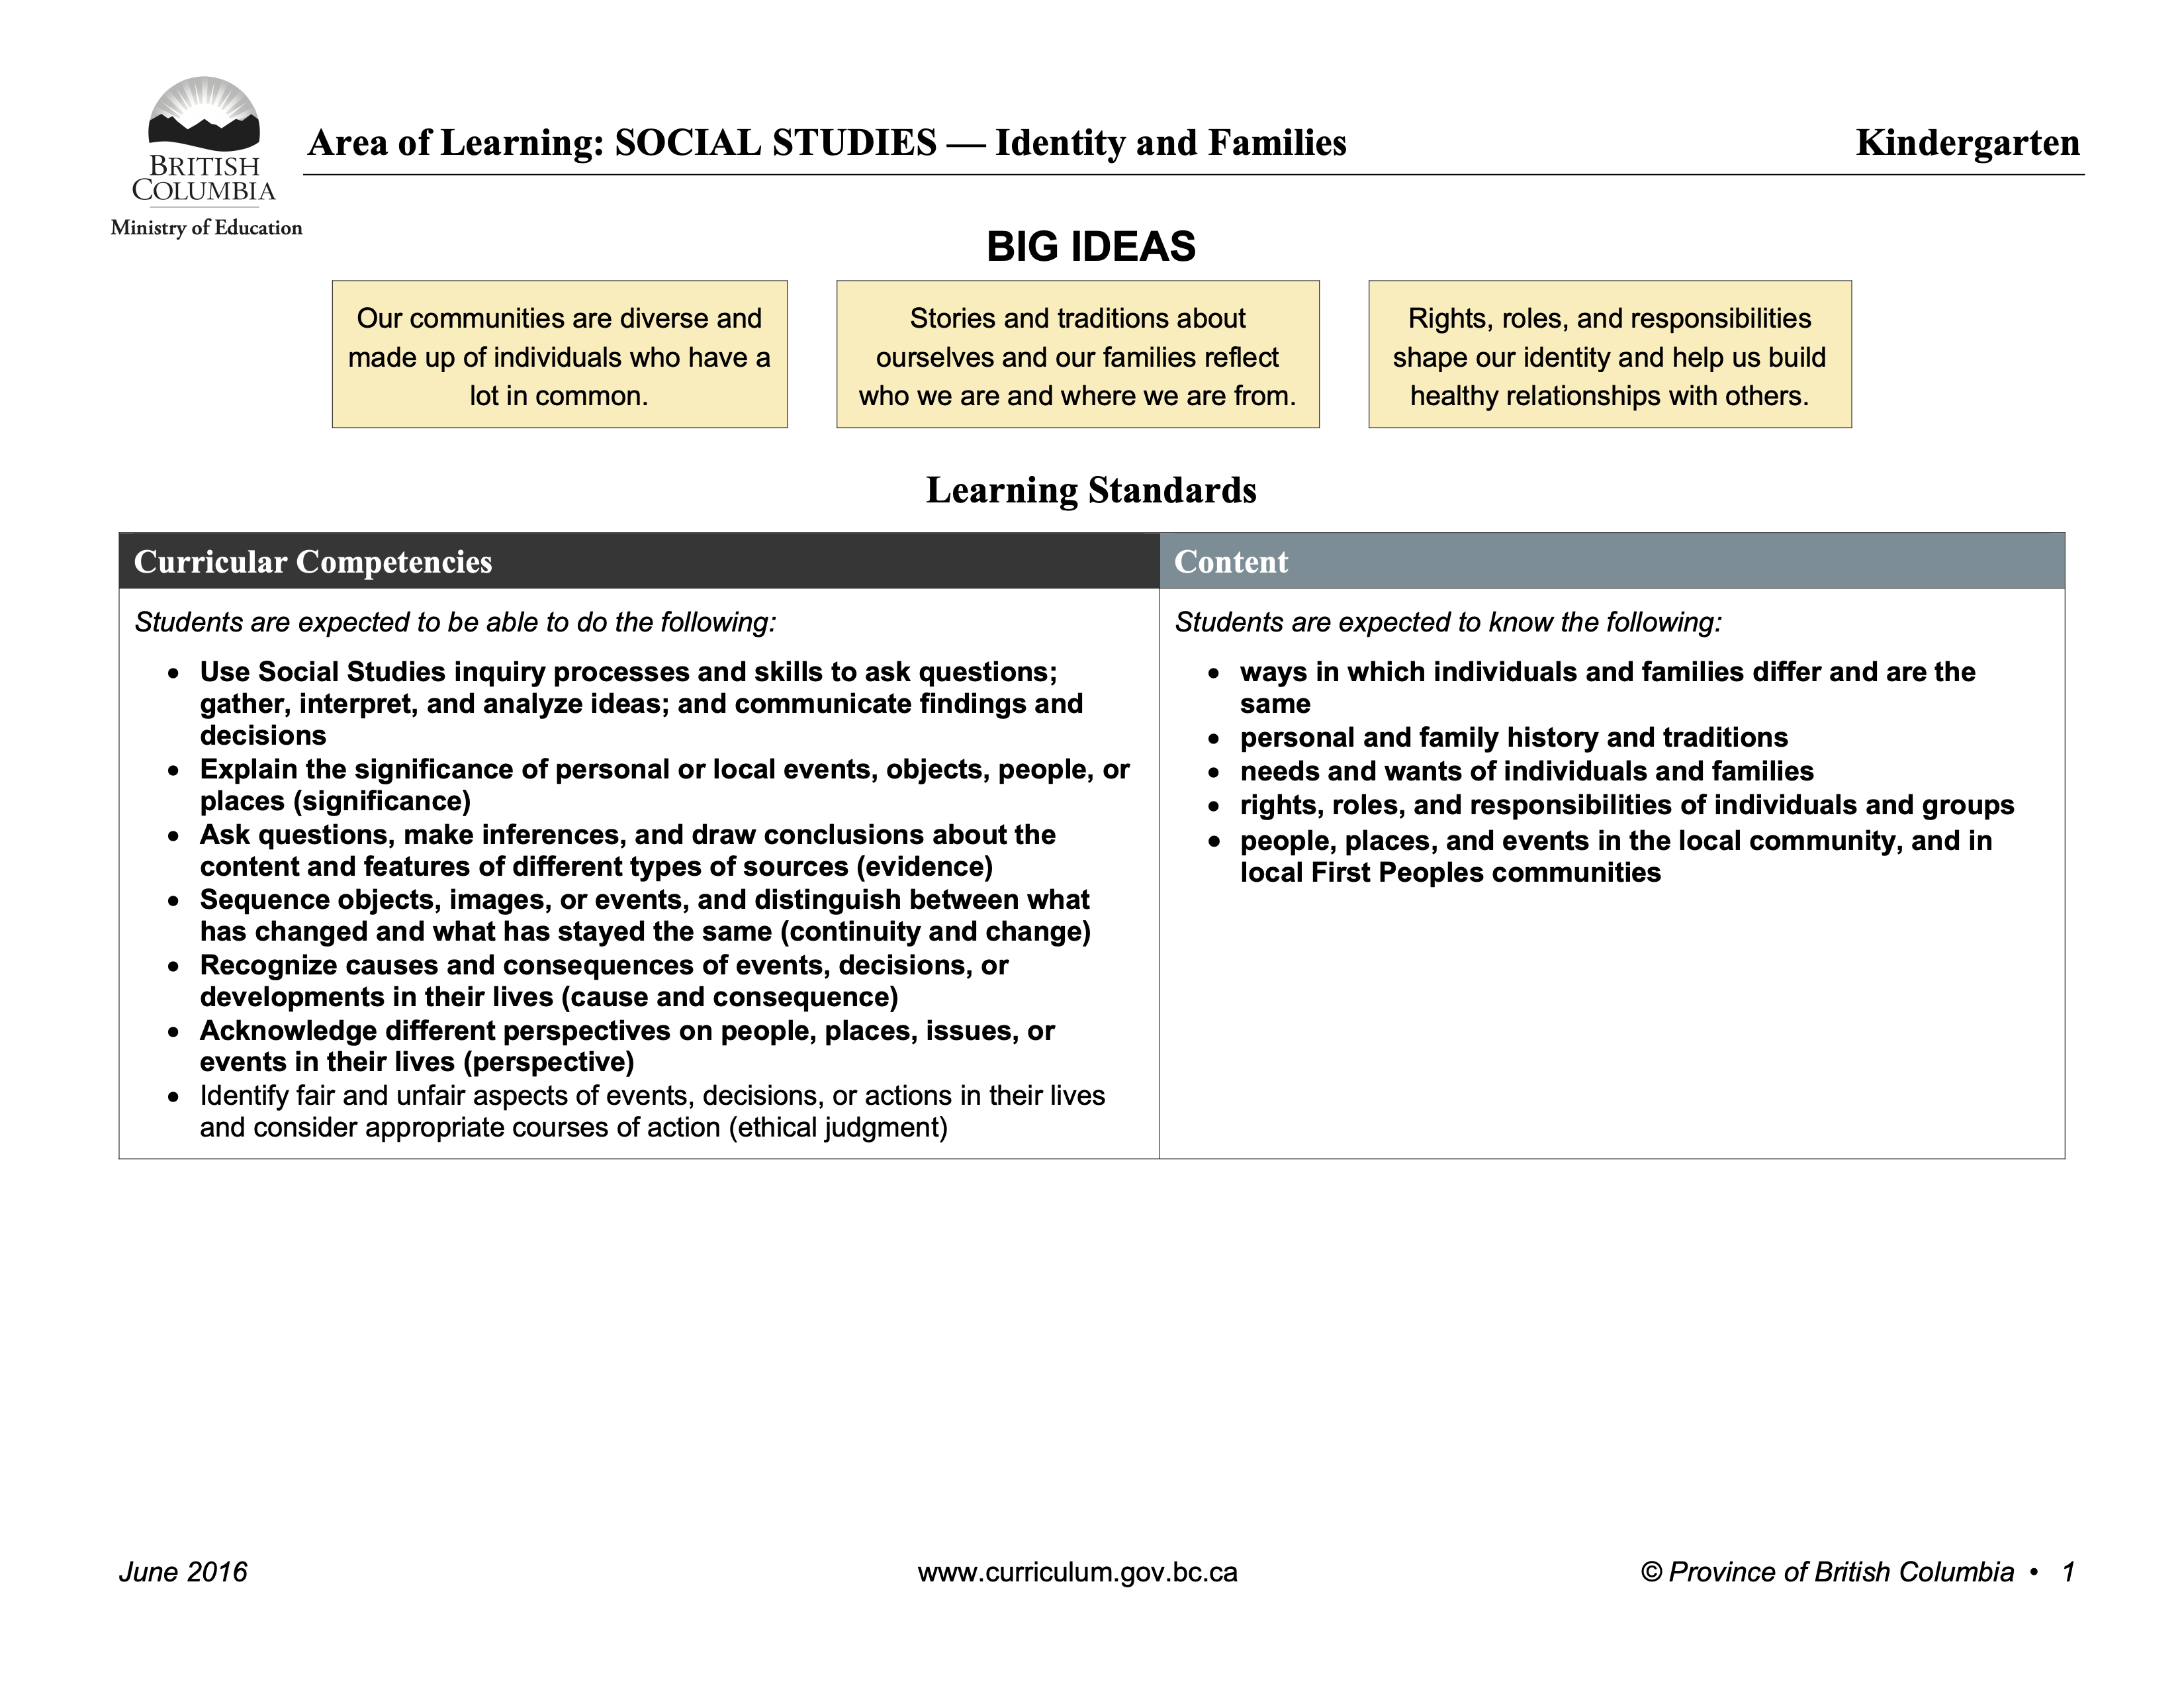 BRITISH
COLUMBIA
Ministry of Education
Area of Learning: SOCIAL STUDIES — Identity and Families
Kindergarten
BIG IDEAS
Our communities are diverse and
made up of individuals who have a
lot in common.
Stories and traditions about
ourselves and our families reflect
who we are and where we are from.
Rights, roles, and responsibilities
shape our identity and help us build
healthy relationships with others.
Learning Standards
Curricular Competencies
Students are expected to be able to do the following:
• Use Social Studies inquiry processes and skills to ask questions;
gather, interpret, and analyze ideas; and communicate findings and
decisions
• Explain the significance of personal or local events, objects, people, or
places (significance)
• Ask questions, make inferences, and draw conclusions about the
content and features of different types of sources (evidence)
• Sequence objects, images, or events, and distinguish between what
has changed and what has stayed the same (continuity and change)
• Recognize causes and consequences of events, decisions, or
developments in their lives (cause and consequence)
• Acknowledge different perspectives on people, places, issues, or
events in their lives (perspective)
• Identify fair and unfair aspects of events, decisions, or actions in their lives
and consider appropriate courses of action (ethical judgment)
Content
Students are expected to know the following:
• ways in which individuals and families differ and are the
same
• personal and family history and traditions
• needs and wants of individuals and families
• rights, roles, and responsibilities of individuals and groups
• people, places, and events in the local community, and in
local First Peoples communities
June 2016
www.curriculum.gov.bc.ca
© Province of British Columbia • 1